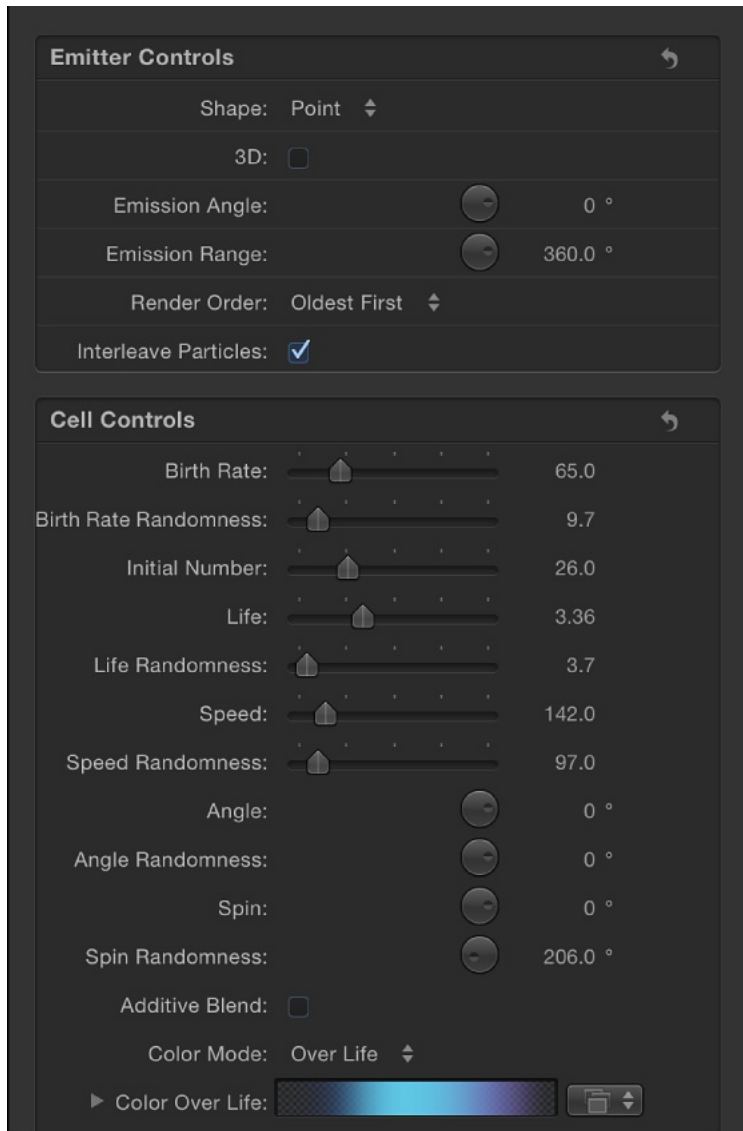 Emitter Controls
Shape: Point
3D:
Emission Angle: 0 °
Emission Range: 360.0 °
Render Order: Oldest First
Interleave Particles:
Cell Controls
Birth Rate: 65.0
Birth Rate Randomness: 9.7
Initial Number: 26.0
Life: 3.36
Life Randomness: 3.7
Speed: 142.0
Speed Randomness: 97.0
Angle: 0 °
Angle Randomness: 0 °
Spin: 0 °
Spin Randomness: 206.0 °
Additive Blend:
Color Mode: Over Life
Color Over Life: